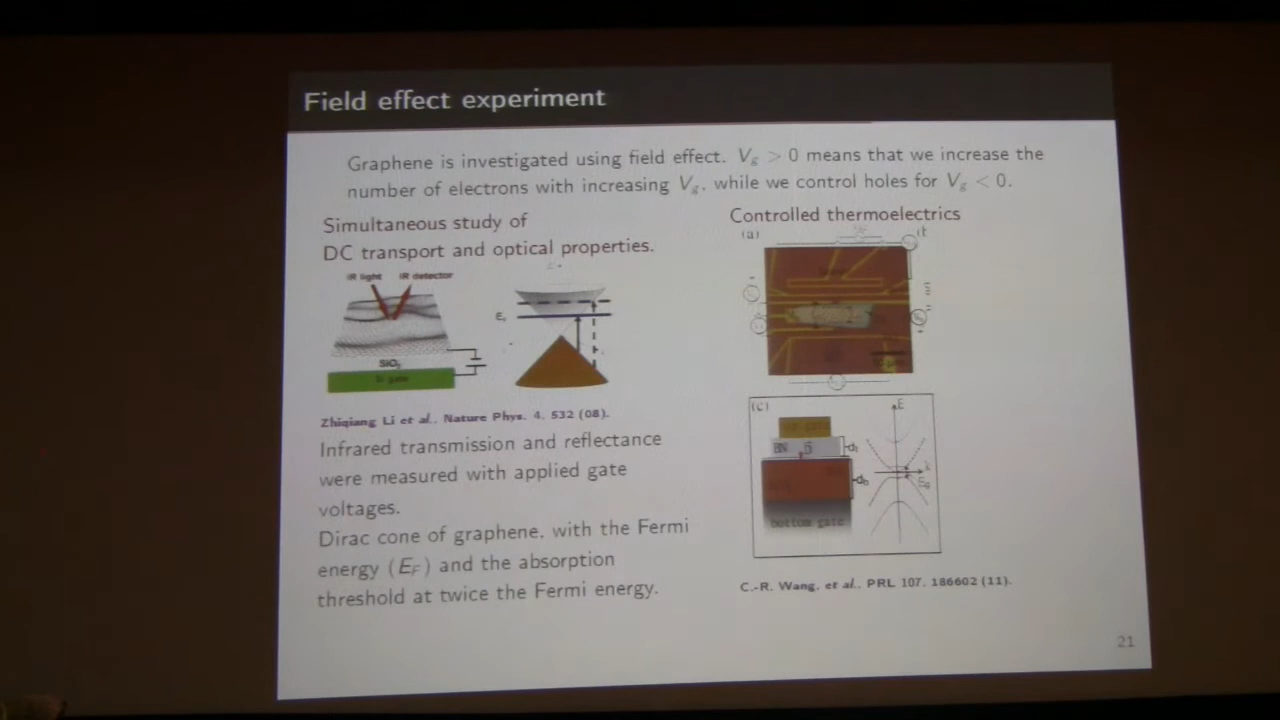 Field effect experiment
Graphene is investigated using field effect. Vg > 0 means that we increase the
number of electrons with increasing Vg, while we control holes for Vg < 0.
Simultaneous study of
DC transport and optical properties.
IR light IR detector
SiO2
Si gate
Zhiqiang Li et al., Nature Phys. 4, 532 (08).
Infrared transmission and reflectance
were measured with applied gate
voltages.
Dirac cone of graphene, with the Fermi
energy (EF) and the absorption
threshold at twice the Fermi energy.
Controlled thermoelectrics
(a)
(c)
E
BN
k
bottom gate
C.-R. Wang, et al., PRL 107, 186602 (11).
21